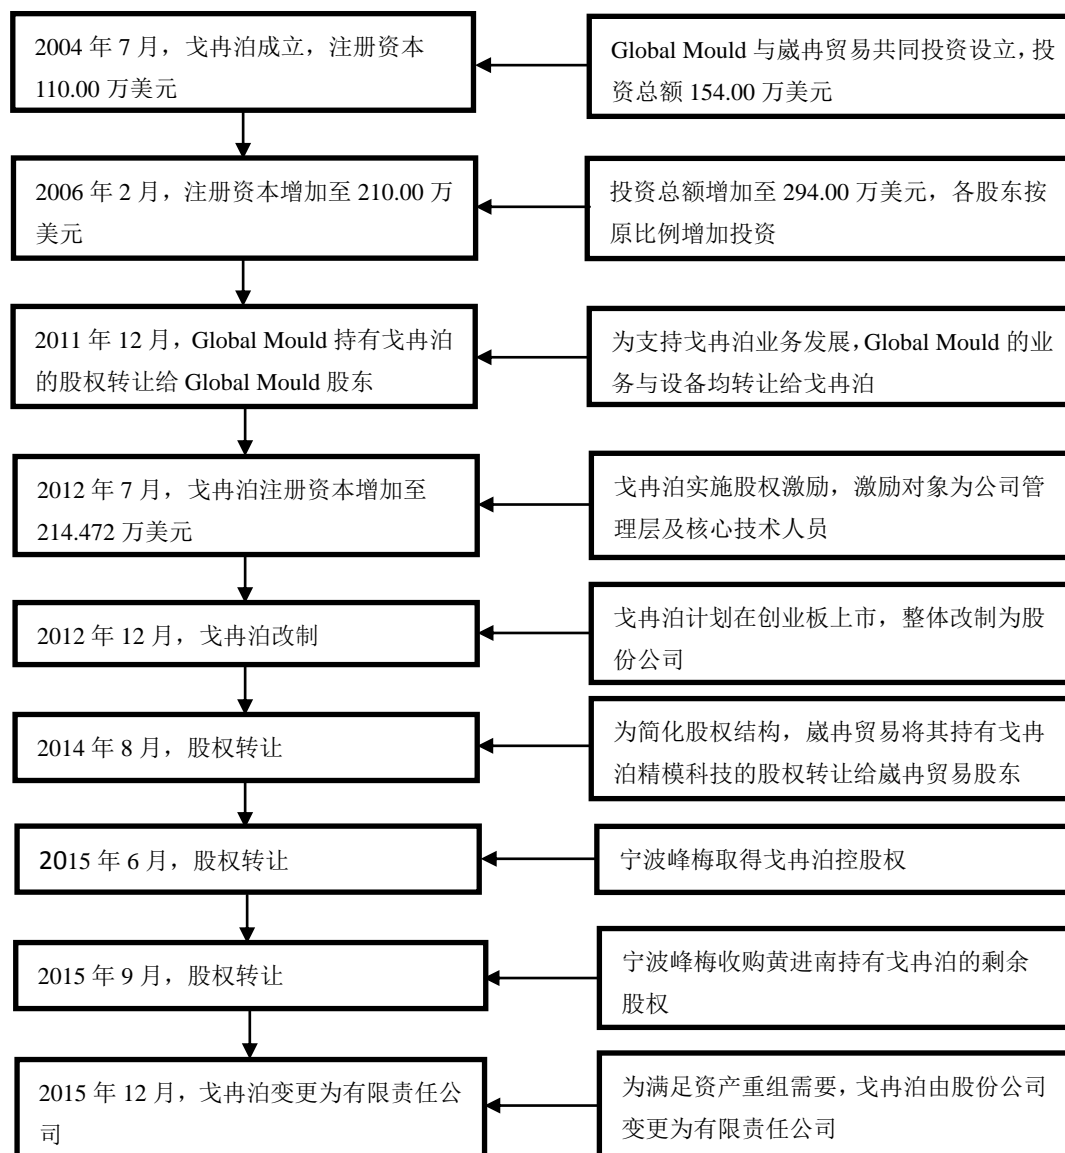 2004 年 7 月，戈冉泊成立，注册资本
110.00 万美元
Global Mould 与崴冉贸易共同投资设立，投
资总额 154.00 万美元
2006 年 2 月，注册资本增加至 210.00 万
美元
投资总额增加至 294.00 万美元，各股东按
原比例增加投资
2011 年 12 月，Global Mould 持有戈冉泊
的股权转让给 Global Mould 股东
为支持戈冉泊业务发展，Global Mould 的业
务与设备均转让给戈冉泊
2012 年 7 月，戈冉泊注册资本增加至
214.472 万美元
戈冉泊实施股权激励，激励对象为公司管
理层及核心技术人员
2012 年 12 月，戈冉泊改制
戈冉泊计划在创业板上市，整体改制为股
份公司
2014 年 8 月，股权转让
为简化股权结构，崴冉贸易将其持有戈冉
泊精模科技的股权转让给崴冉贸易股东
2015 年 6 月，股权转让
宁波峰梅取得戈冉泊控股权
2015 年 9 月，股权转让
宁波峰梅收购黄进南持有戈冉泊的剩余
股权
2015 年 12 月，戈冉泊变更为有限责任公
司
为满足资产重组需要，戈冉泊由股份公司
变更为有限责任公司